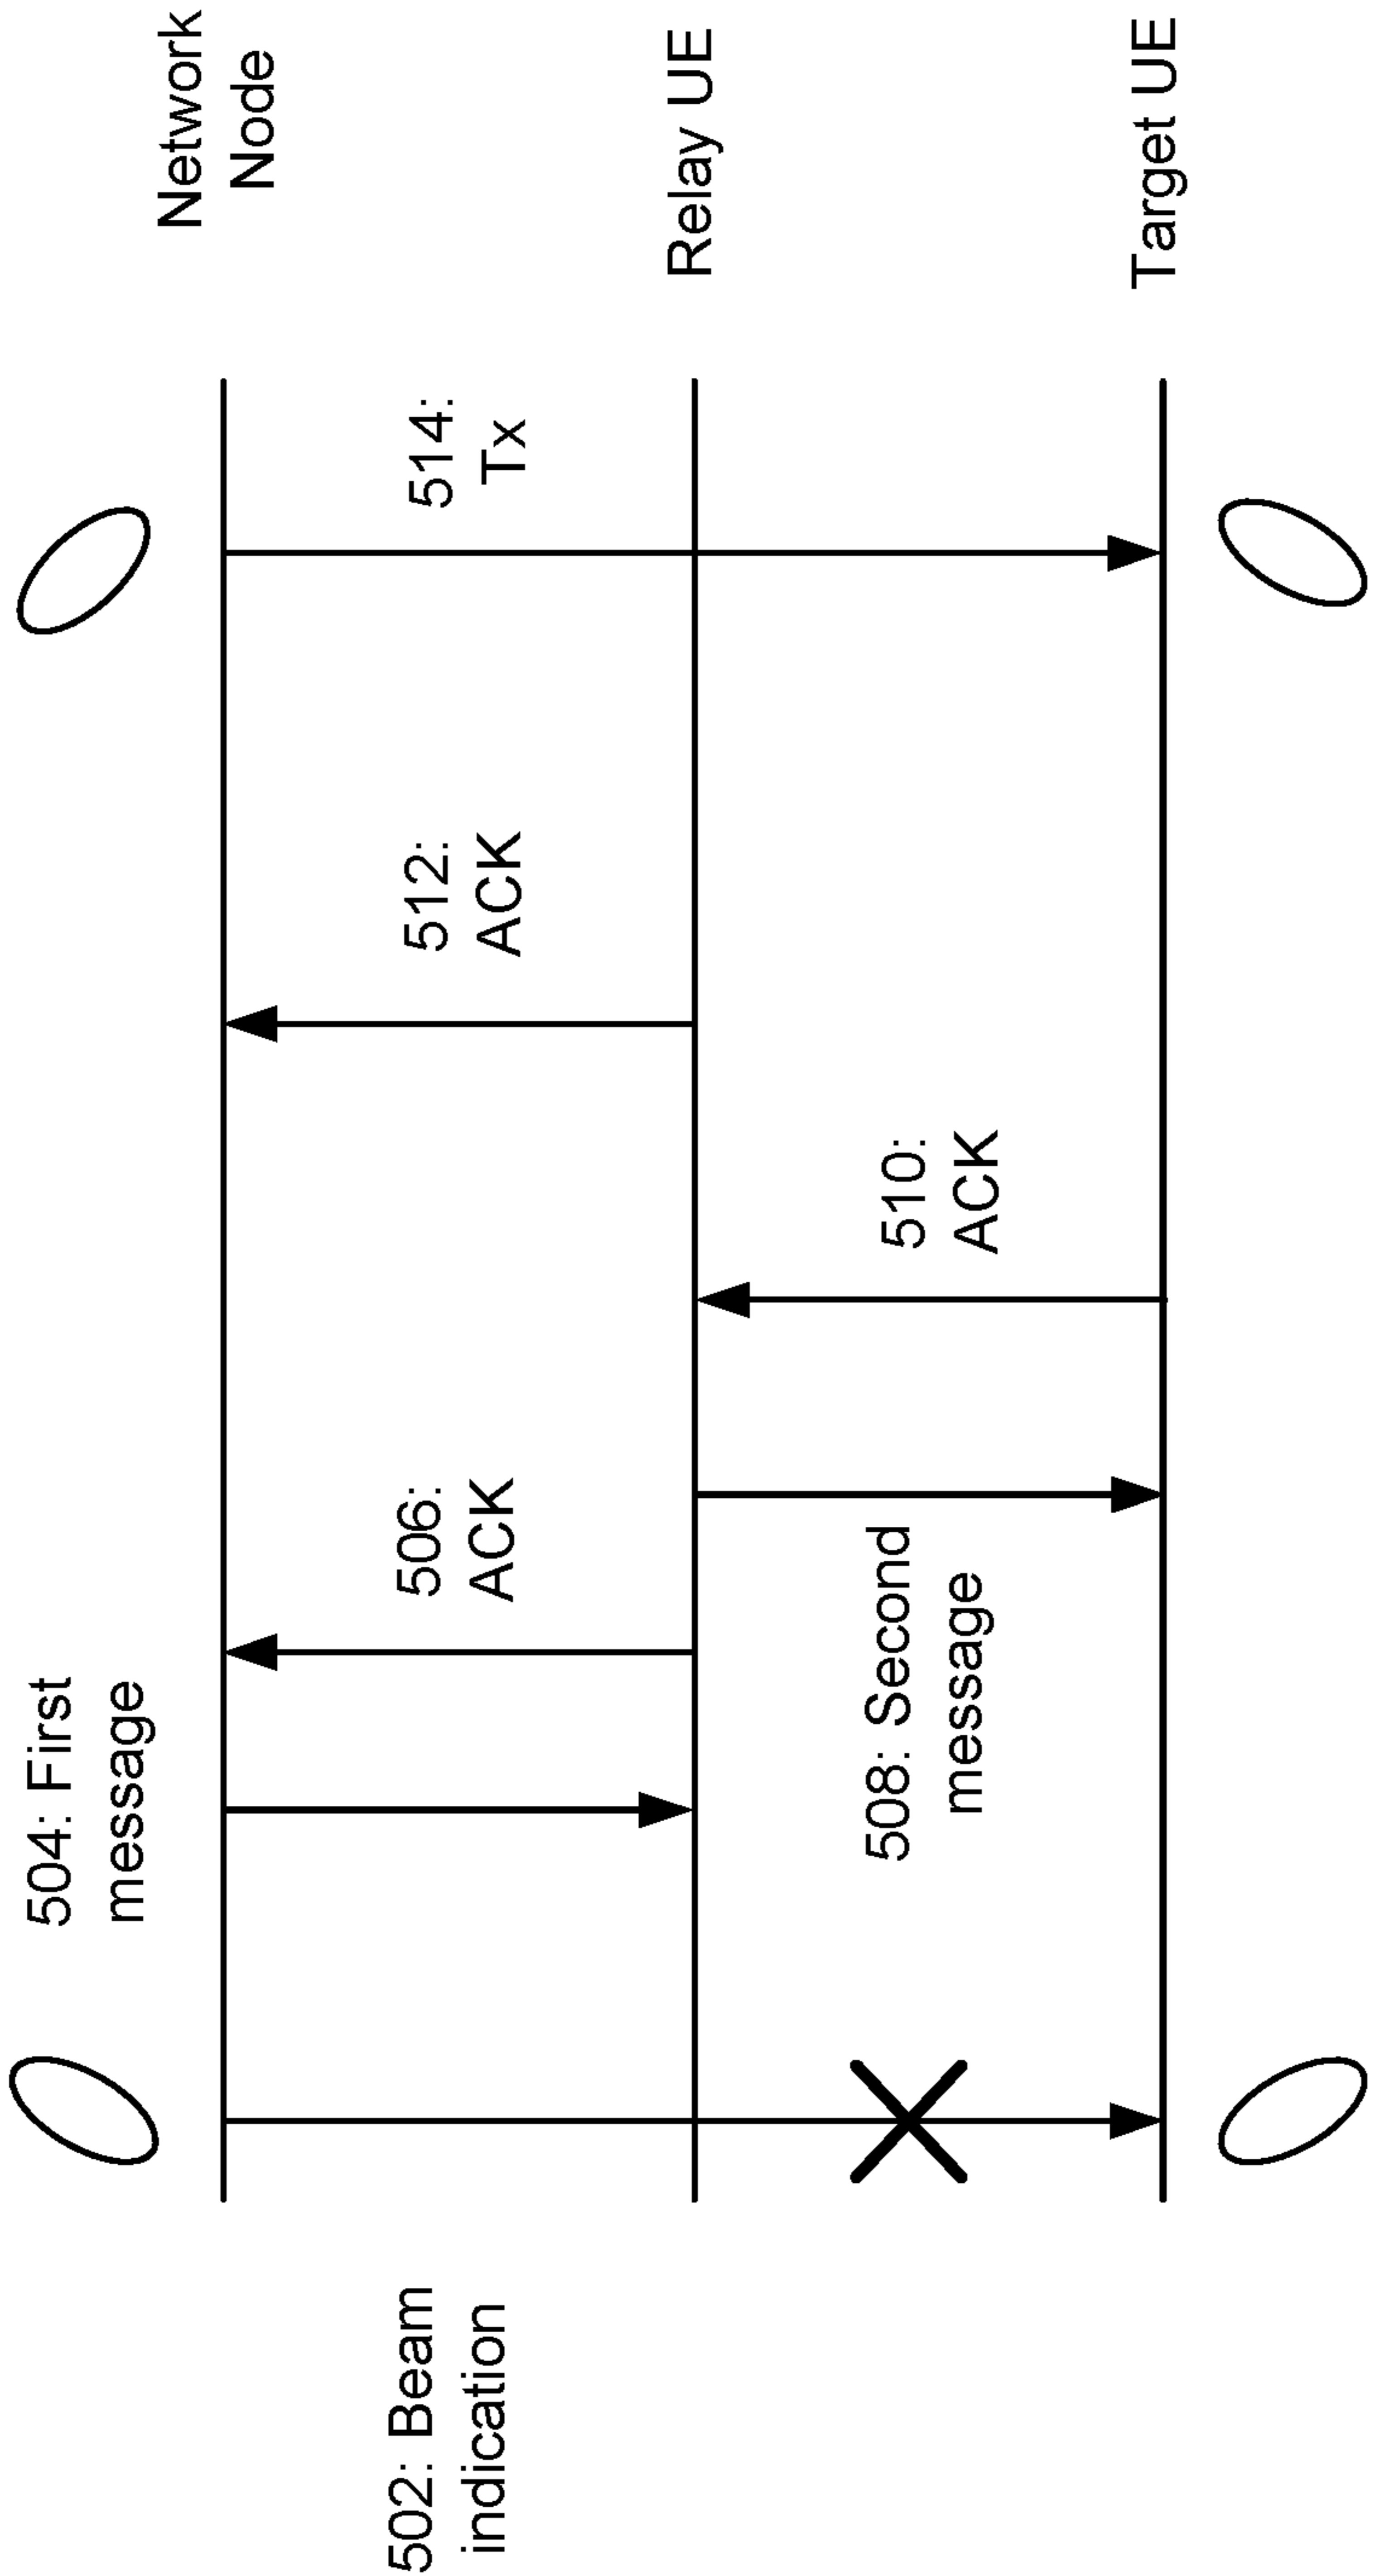 502: Beam
indication
504: First
message
506:
ACK
508: Second
message
510:
ACK
512:
ACK
514:
Tx
Network
Node
Relay UE
Target UE